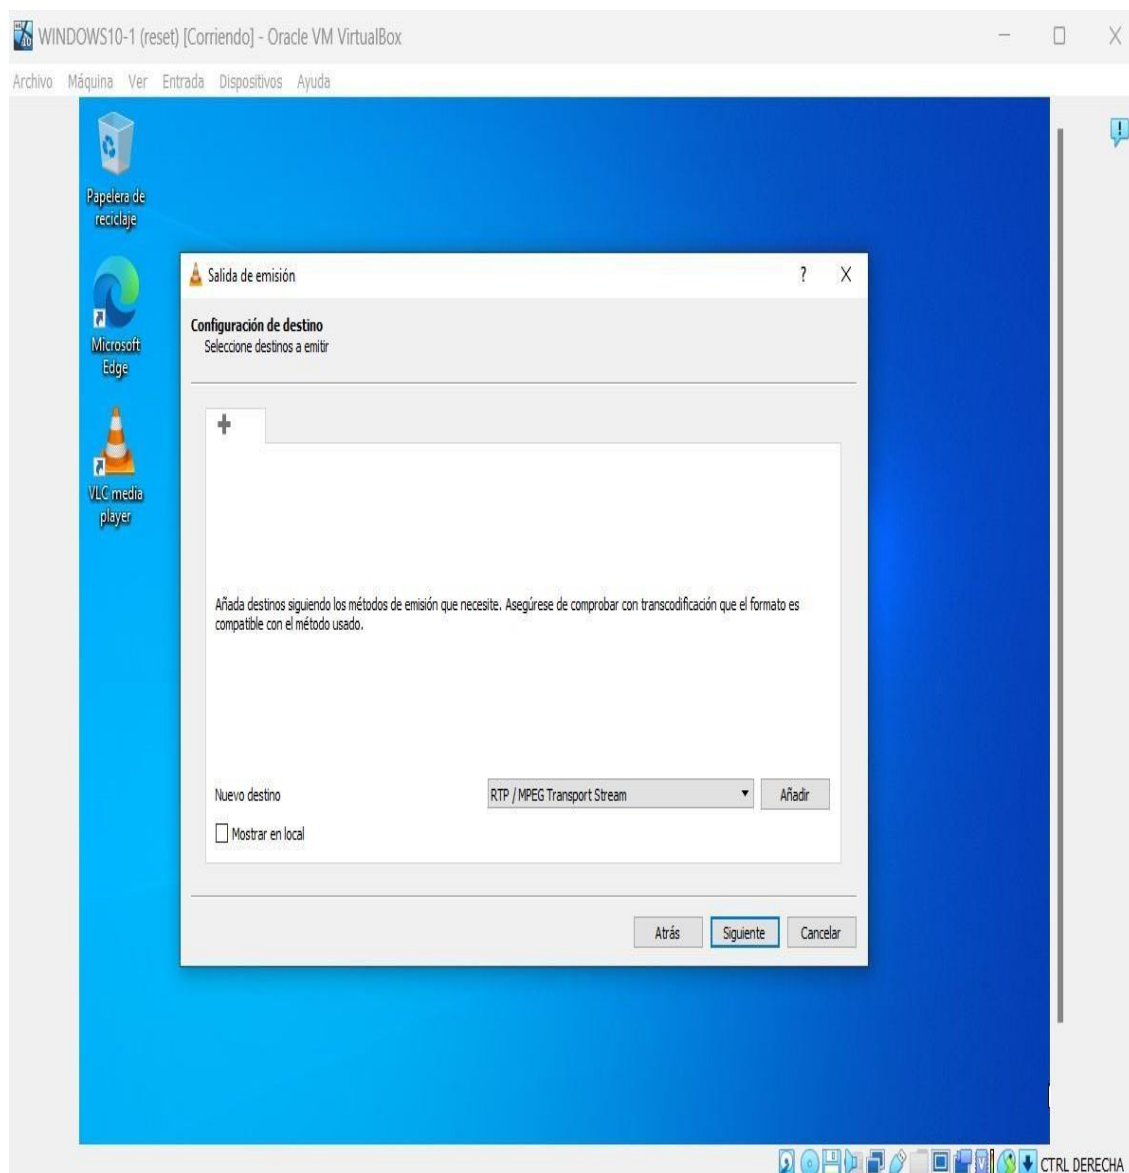 WINDOWS10-1 (reset) [Corriendo] - Oracle VM VirtualBox
Archivo Máquina Ver Entrada Dispositivos Ayuda
Papelera de
reciclaje
Microsoft
Edge
VLC media
player
Salida de emisión
?
Configuración de destino
Seleccione destinos a emitir
Añada destinos siguiendo los métodos de emisión que necesite. Asegúrese de comprobar con transcodificación que el formato es
compatible con el método usado.
Nuevo destino RTP / MPEG Transport Stream Añadir
Mostrar en local
Atrás Siguiente Cancelar
CTRL DERECHA